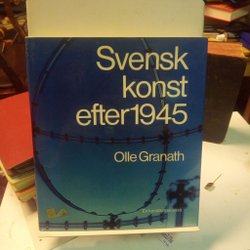 Svensk
konst
efter1945
Olle Granath